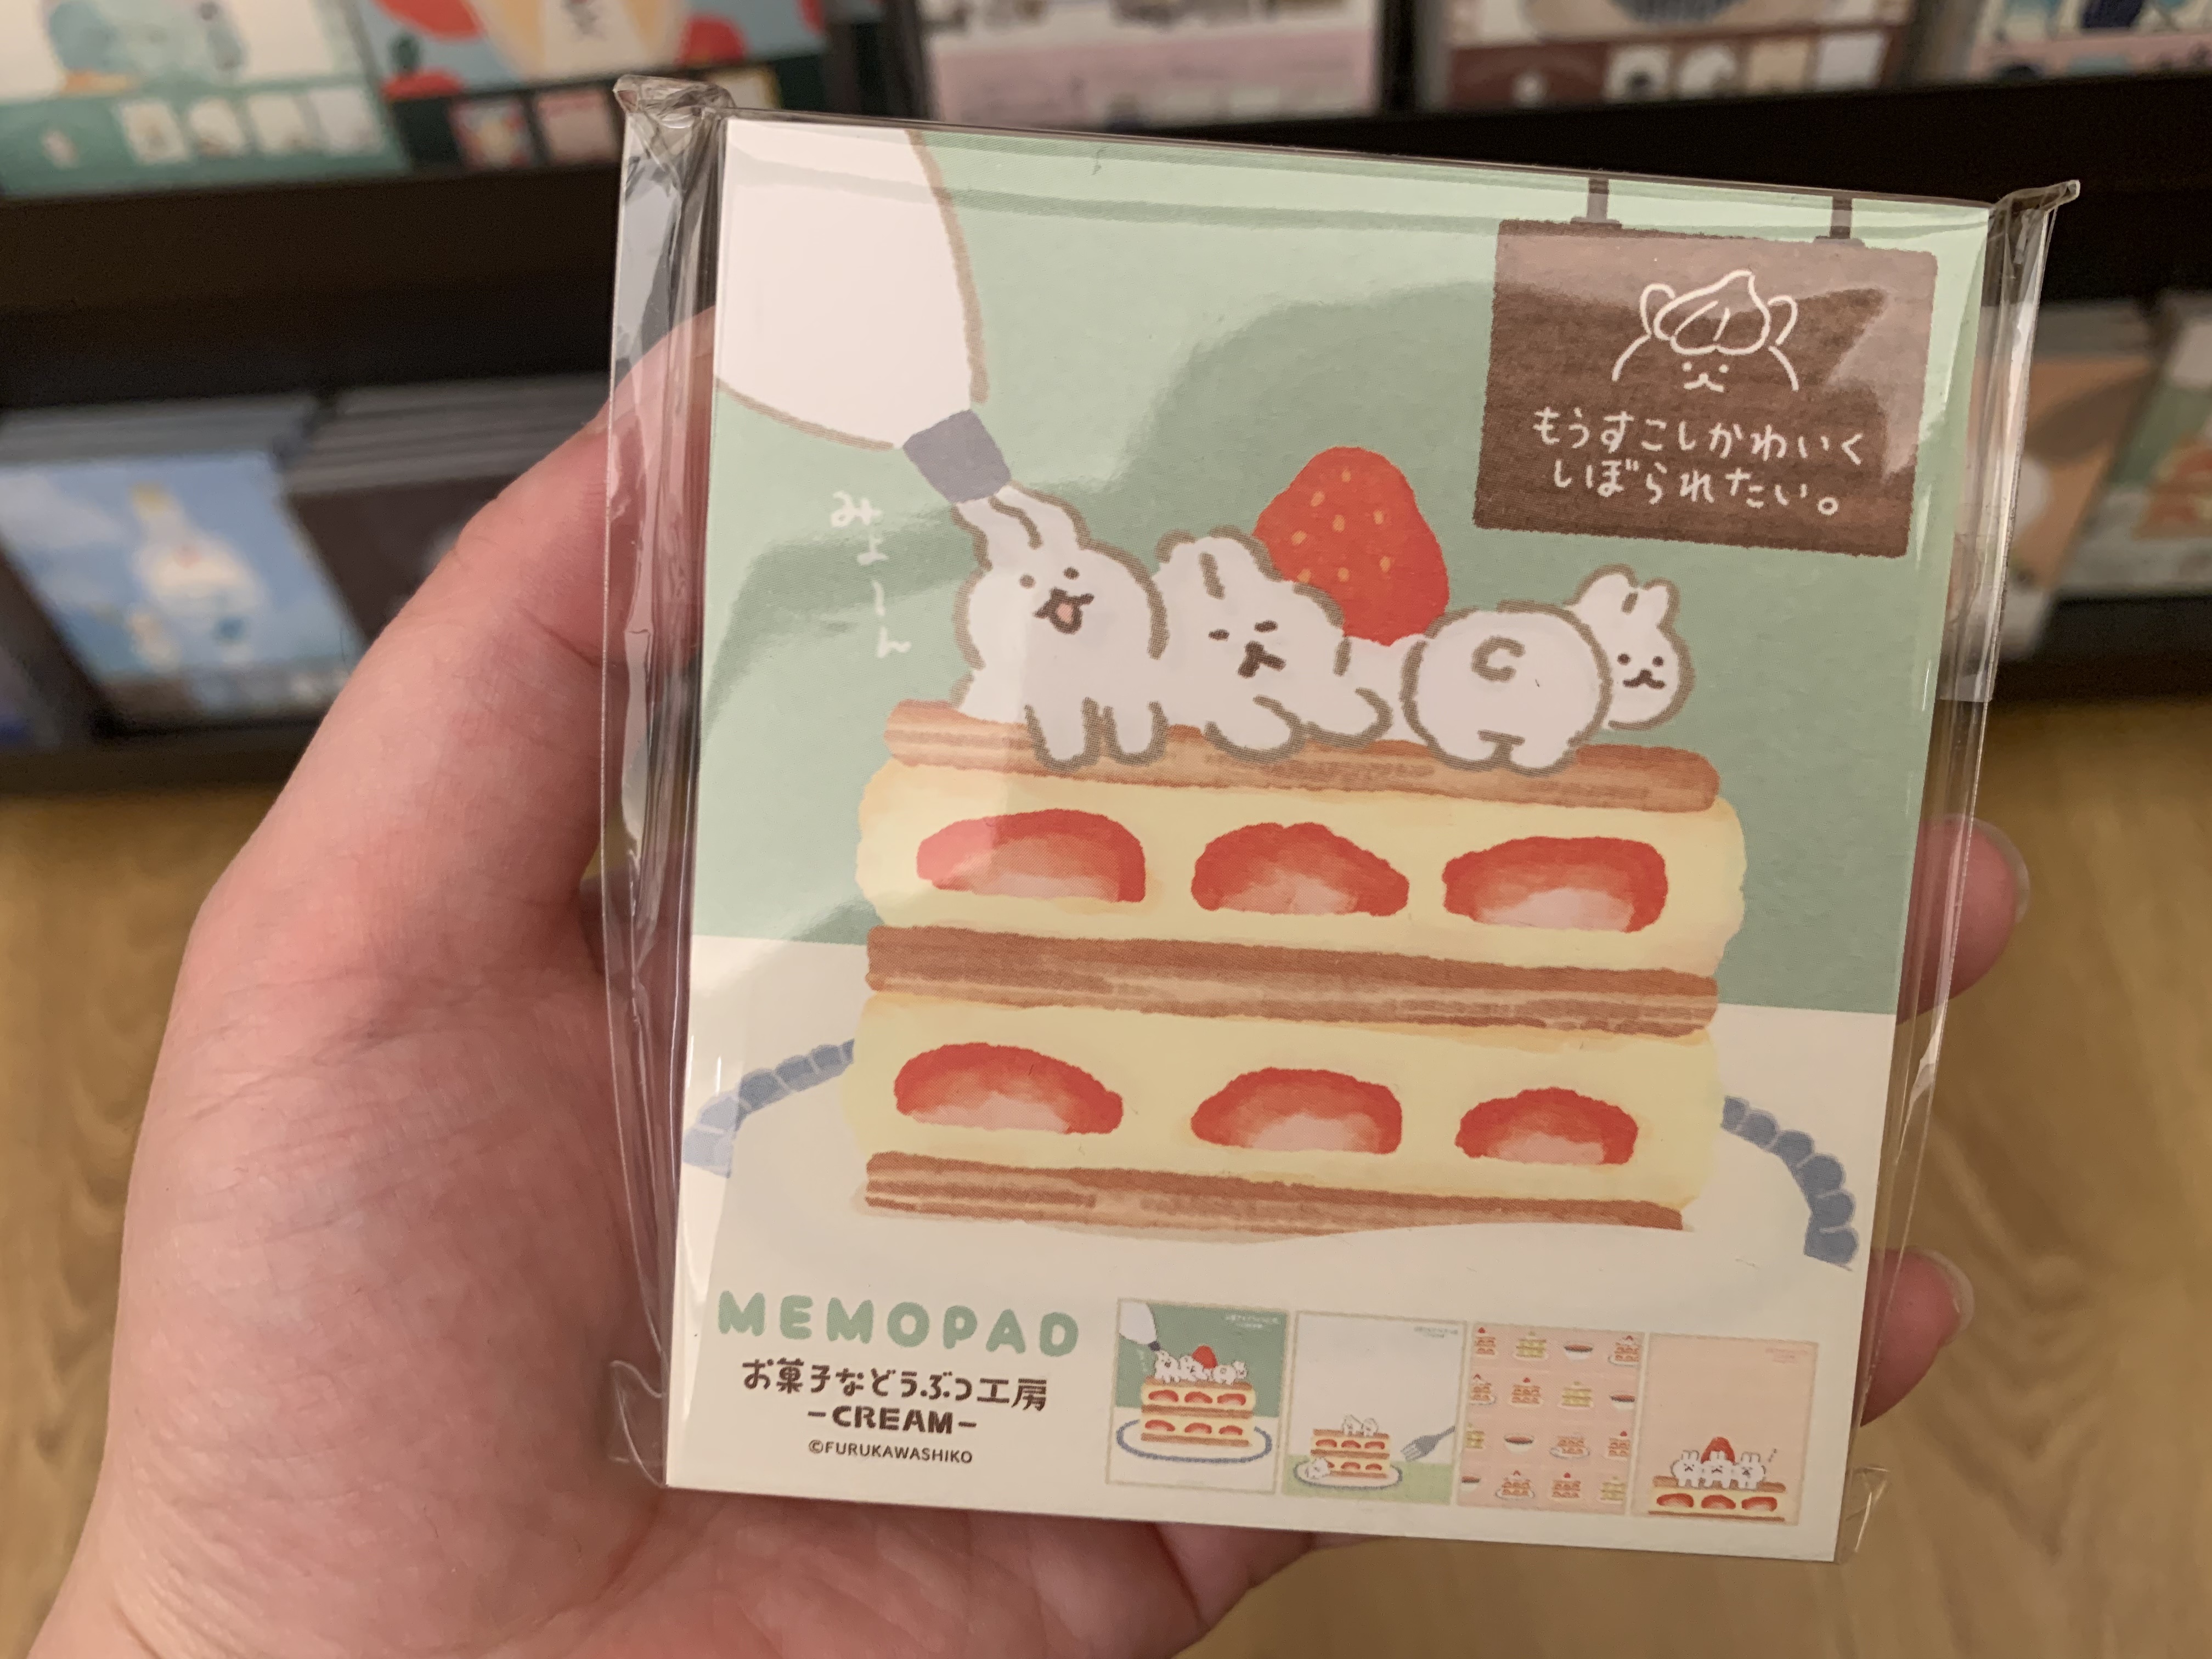 もうすこしかわいく
しぼられたい。
みょーん
MEMOPAD
お菓子などうぶつ工房
-CREAM-
©FURUKAWASHIKO